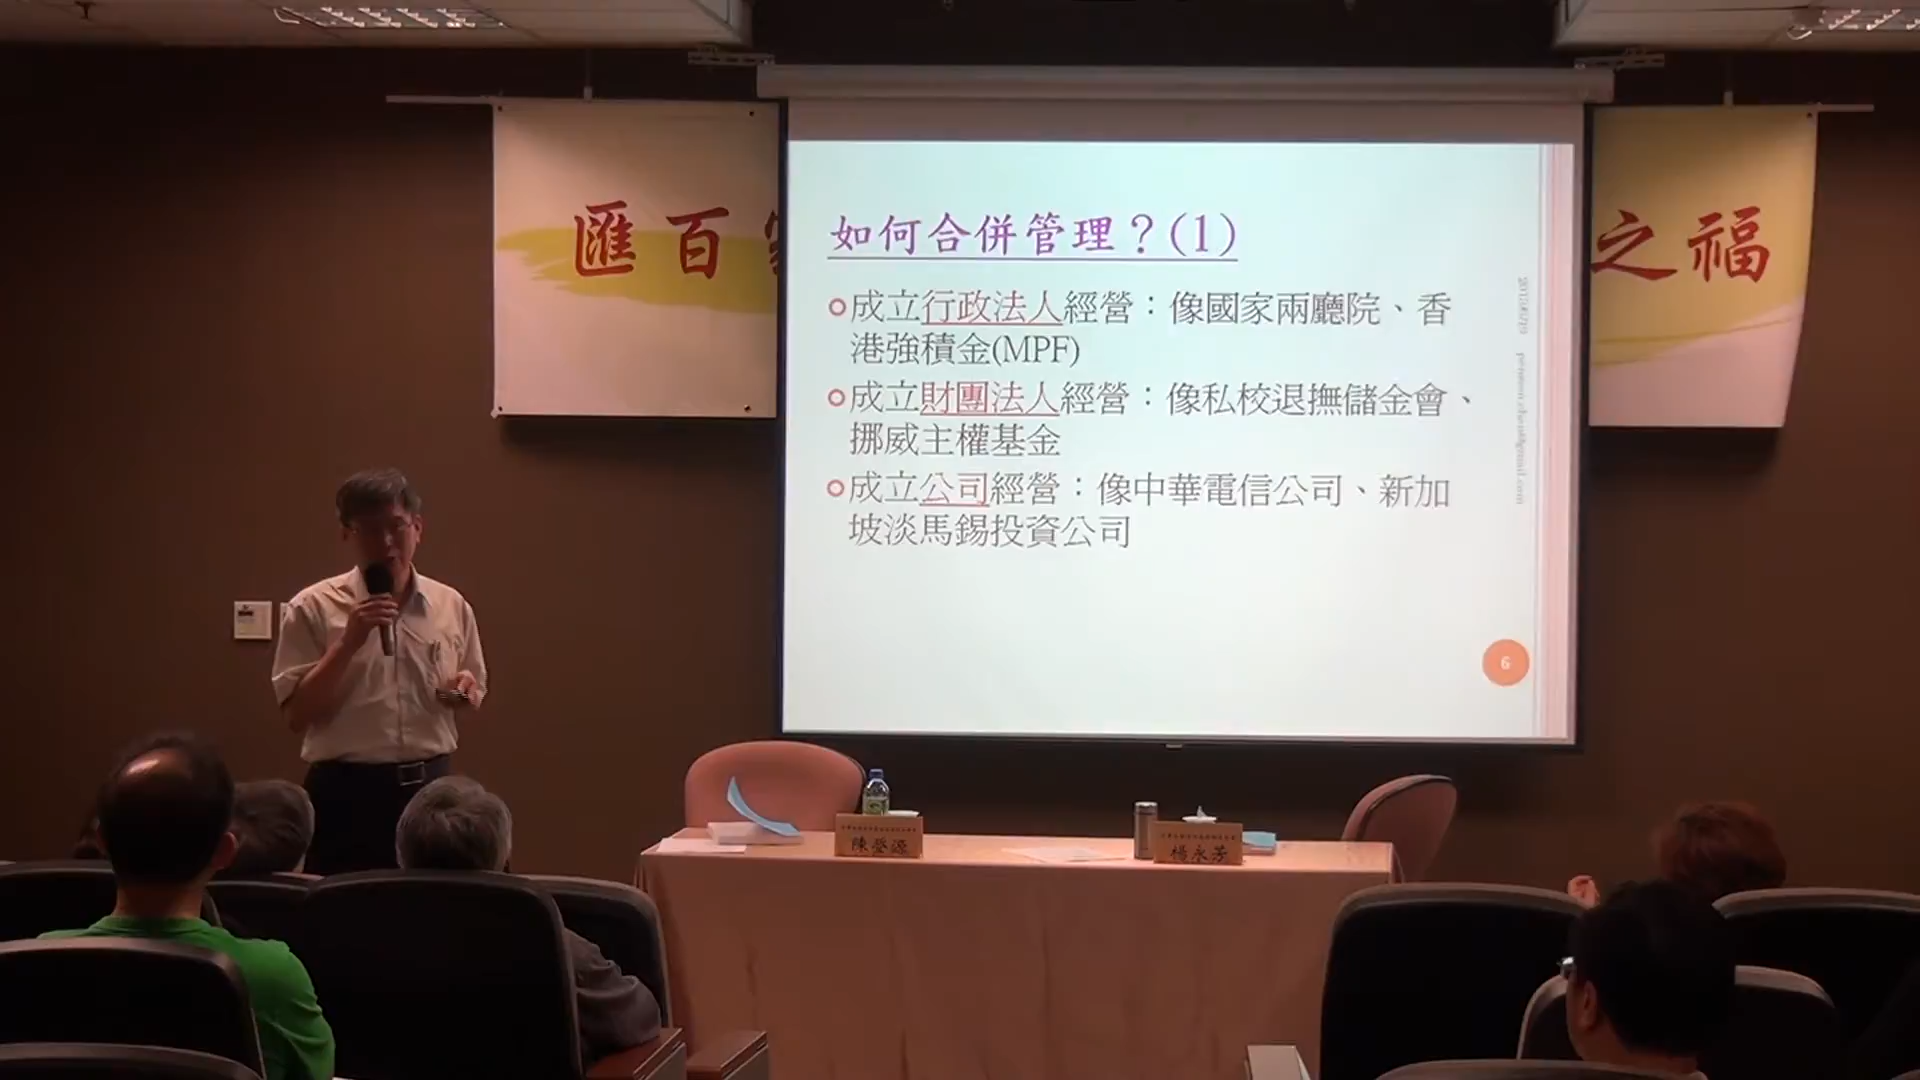 匯百
之福
如何合併管理？(1)
成立行政法人經營：像國家兩廳院、香
港強積金(MPF)
成立財團法人經營：像私校退撫儲金會、
挪威主權基金
成立公司經營：像中華電信公司、新加
坡淡馬錫投資公司
6
陳登源
楊永芳